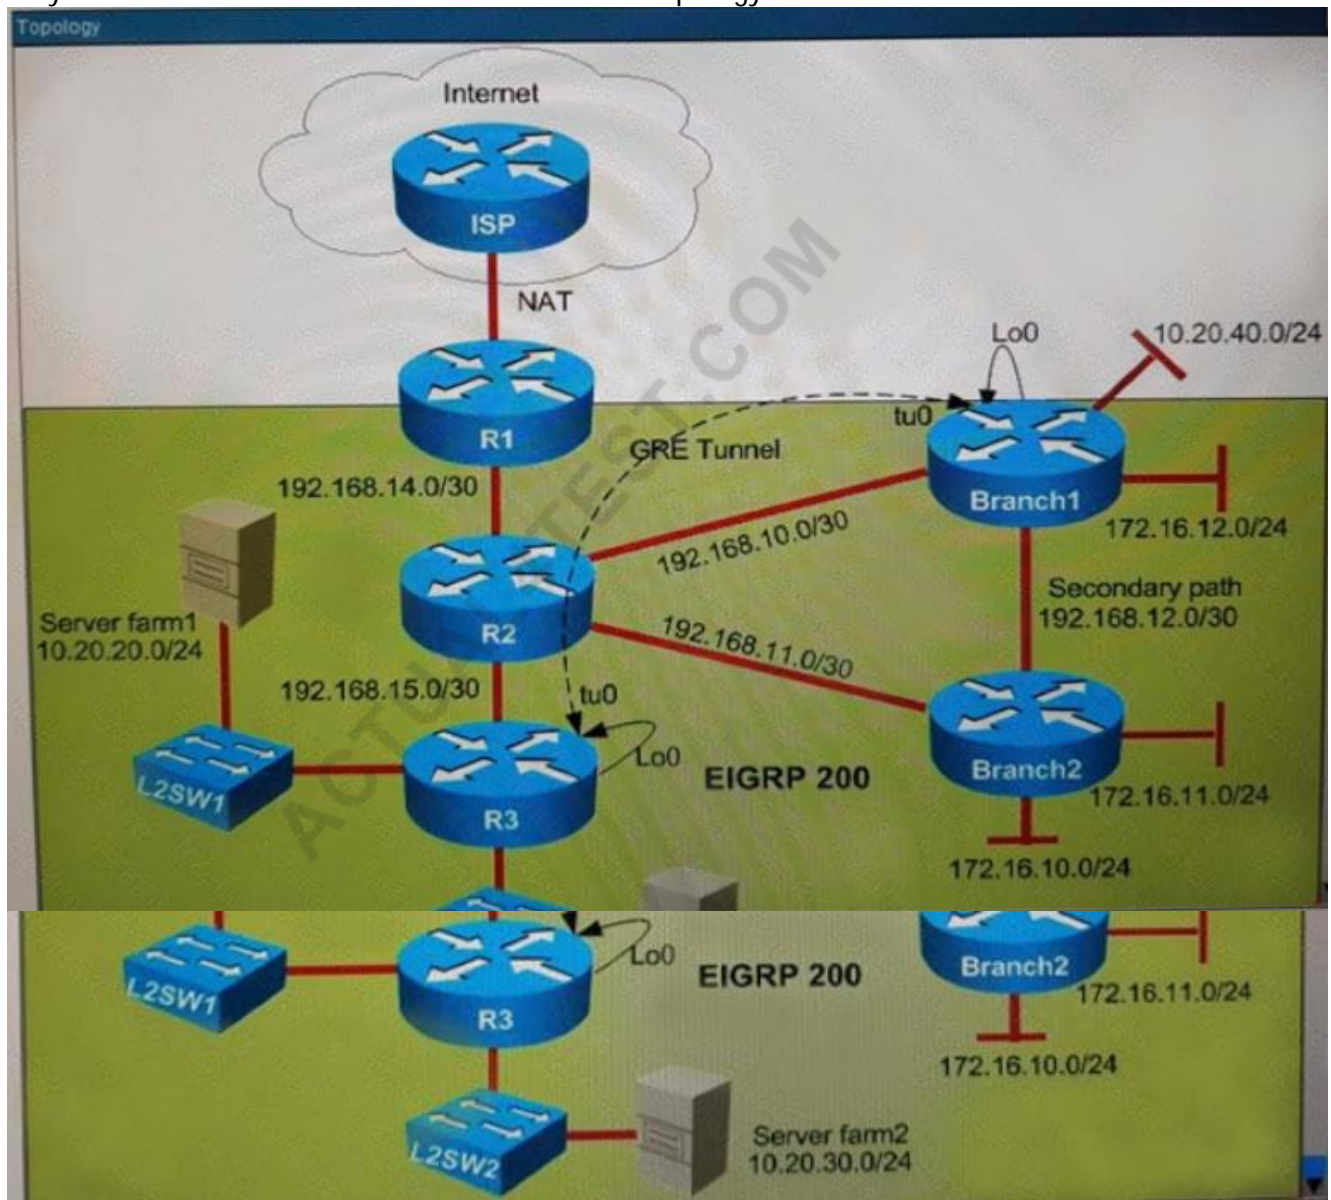 Topology
Internet
ISP
NAT
Lo0
10.20.40.0/24
R1
tu0
GRE Tunnel
Branch1
192.168.14.0/30
172.16.12.0/24
192.168.10.0/30
Secondary path
192.168.12.0/30
Server farm1
10.20.20.0/24
R2
192.168.11.0/30
192.168.15.0/30
tu0
Lo0
L2SW1
R3
EIGRP 200
Branch2
172.16.11.0/24
172.16.10.0/24
L2SW1
R3
Lo0
EIGRP 200
Branch2
172.16.11.0/24
172.16.10.0/24
L2SW2
Server farm2
10.20.30.0/24